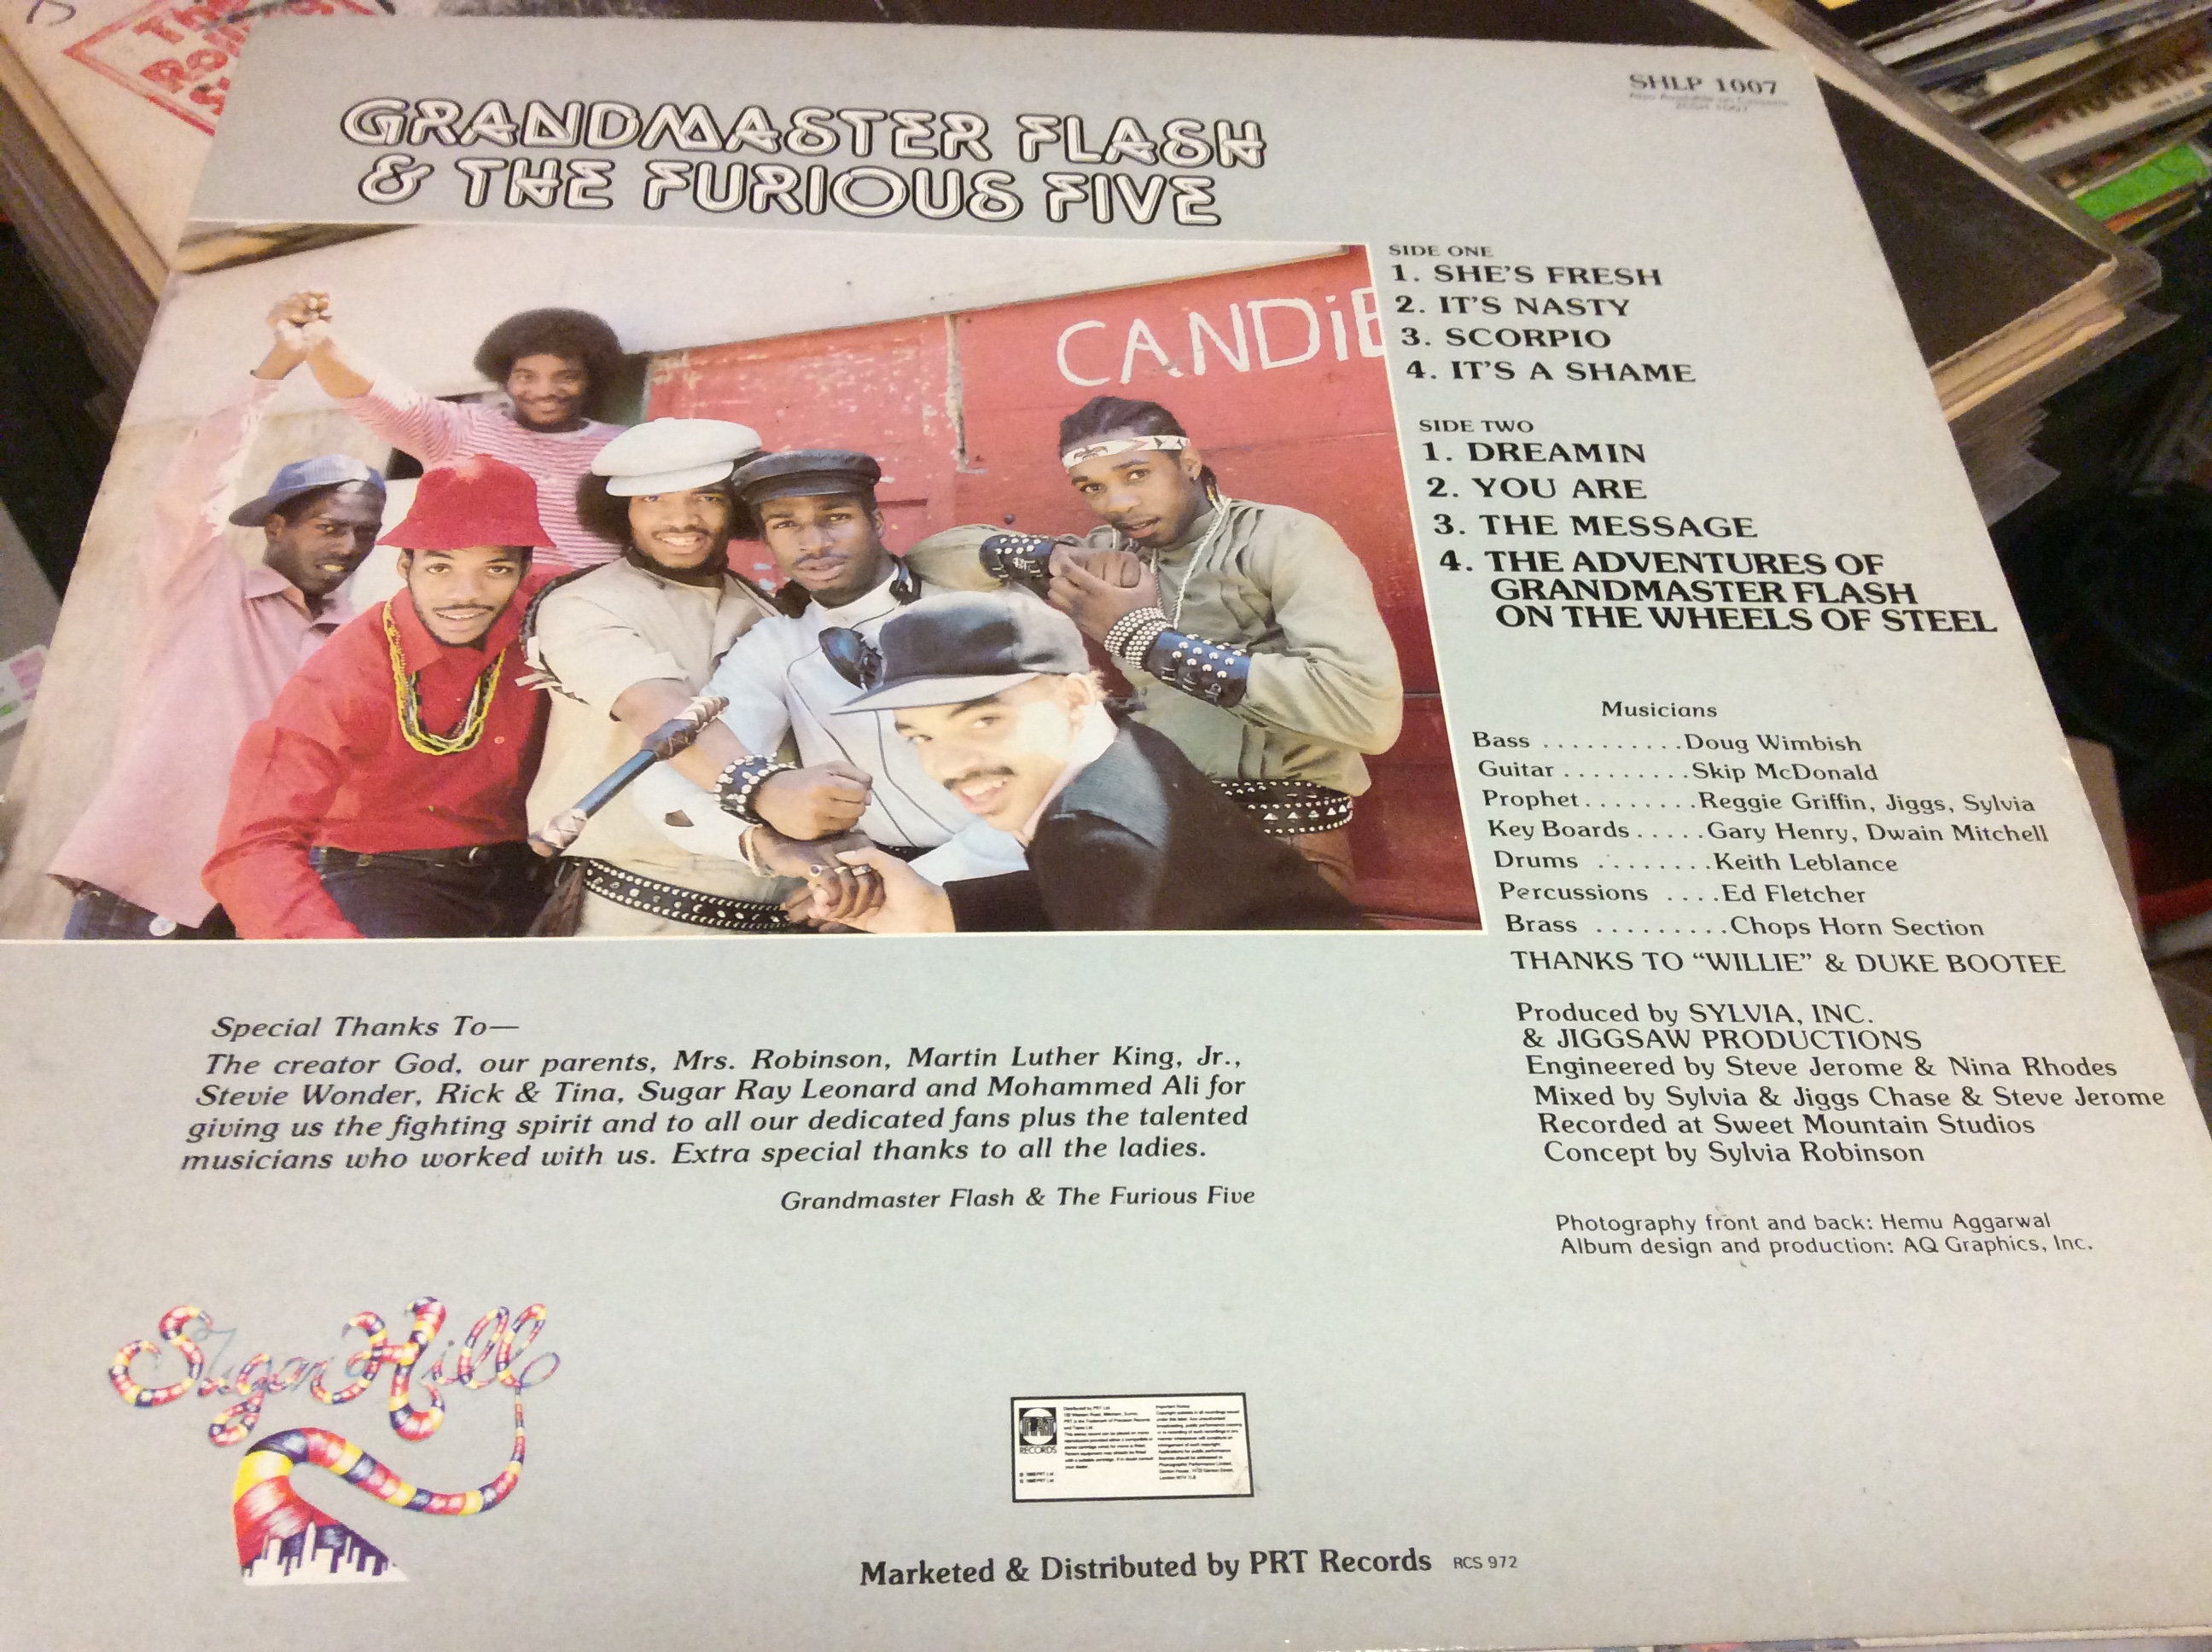 GRANDMASTER FLASH
& THE FURIOUS FIVE
SHLP 1007
CANDiE
SIDE ONE
1. SHE'S FRESH
2. IT'S NASTY
3. SCORPIO
4. IT'S A SHAME
SIDE TWO
1. DREAMIN
2. YOU ARE
3. THE MESSAGE
4. THE ADVENTURES OF
GRANDMASTER FLASH
ON THE WHEELS OF STEEL
Musicians
Bass ..........Doug Wimbish
Guitar .........Skip McDonald
Prophet........Reggie Griffin, Jiggs, Sylvia
Key Boards.....Gary Henry, Dwain Mitchell
Drums ........Keith Leblance
Percussions ....Ed Fletcher
Brass .........Chops Horn Section
THANKS TO “WILLIE” & DUKE BOOTEE
Produced by SYLVIA, INC.
& JIGGSAW PRODUCTIONS
Engineered by Steve Jerome & Nina Rhodes
Mixed by Sylvia & Jiggs Chase & Steve Jerome
Recorded at Sweet Mountain Studios
Concept by Sylvia Robinson
Photography front and back: Hemu Aggarwal
Album design and production: AQ Graphics, Inc.
Special Thanks To—
The creator God, our parents, Mrs. Robinson, Martin Luther King, Jr.,
Stevie Wonder, Rick & Tina, Sugar Ray Leonard and Mohammed Ali for
giving us the fighting spirit and to all our dedicated fans plus the talented
musicians who worked with us. Extra special thanks to all the ladies.
Grandmaster Flash & The Furious Five
Sugar Hill
PRT
RECORDS
Marketed & Distributed by PRT Records RCS 972